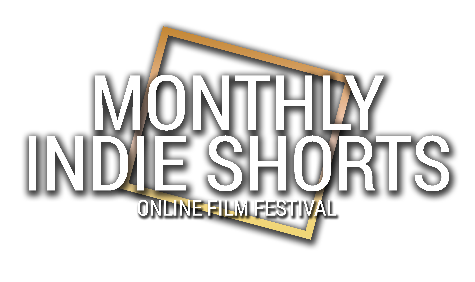 MONTHLY
INDIE SHORTS
ONLINE FILM FESTIVAL